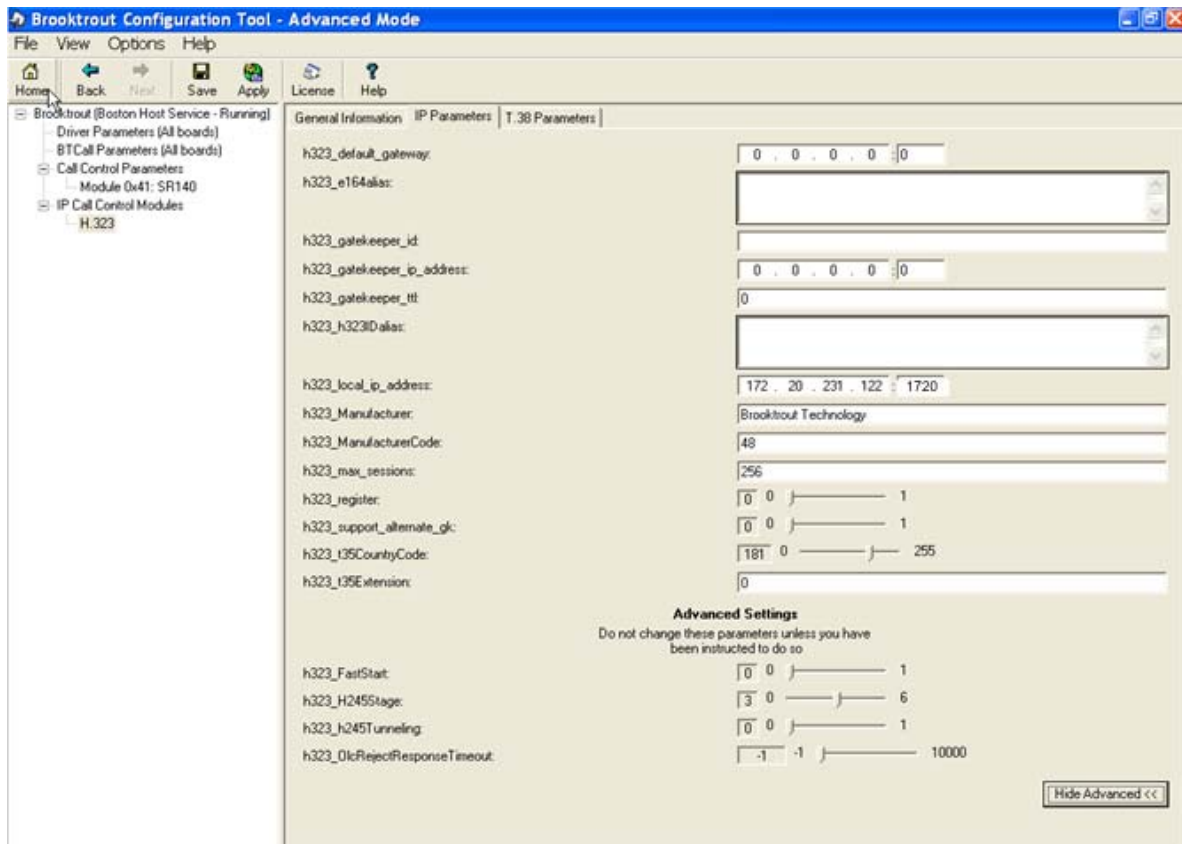 Brooktrout Configuration Tool - Advanced Mode
File View Options Help
Home Back Next Save Apply License Help
Brooktrout (Boston Host Service - Running)
Driver Parameters (All boards)
BTCall Parameters (All boards)
Call Control Parameters
Module 0x41: SR140
IP Call Control Modules
H.323
General Information IP Parameters T.38 Parameters
h323_default_gateway: 0 . 0 . 0 . 0 :0
h323_e164alias:
h323_gatekeeper_id:
h323_gatekeeper_ip_address: 0 . 0 . 0 . 0 :0
h323_gatekeeper_ttl: 0
h323_h323IDalias:
h323_local_ip_address: 172 . 20 . 231 . 122 : 1720
h323_Manufacturer: Brooktrout Technology
h323_ManufacturerCode: 48
h323_max_sessions: 256
h323_register: 0 0 1
h323_support_alternate_gk: 0 0 1
h323_t35CountryCode: 181 0 255
h323_t35Extension: 0
Advanced Settings
Do not change these parameters unless you have
been instructed to do so
h323_FastStart: 0 0 1
h323_H245Stage: 3 0 6
h323_h245Tunneling: 0 0 1
h323_OlcRejectResponseTimeout: -1 -1 10000
Hide Advanced <<